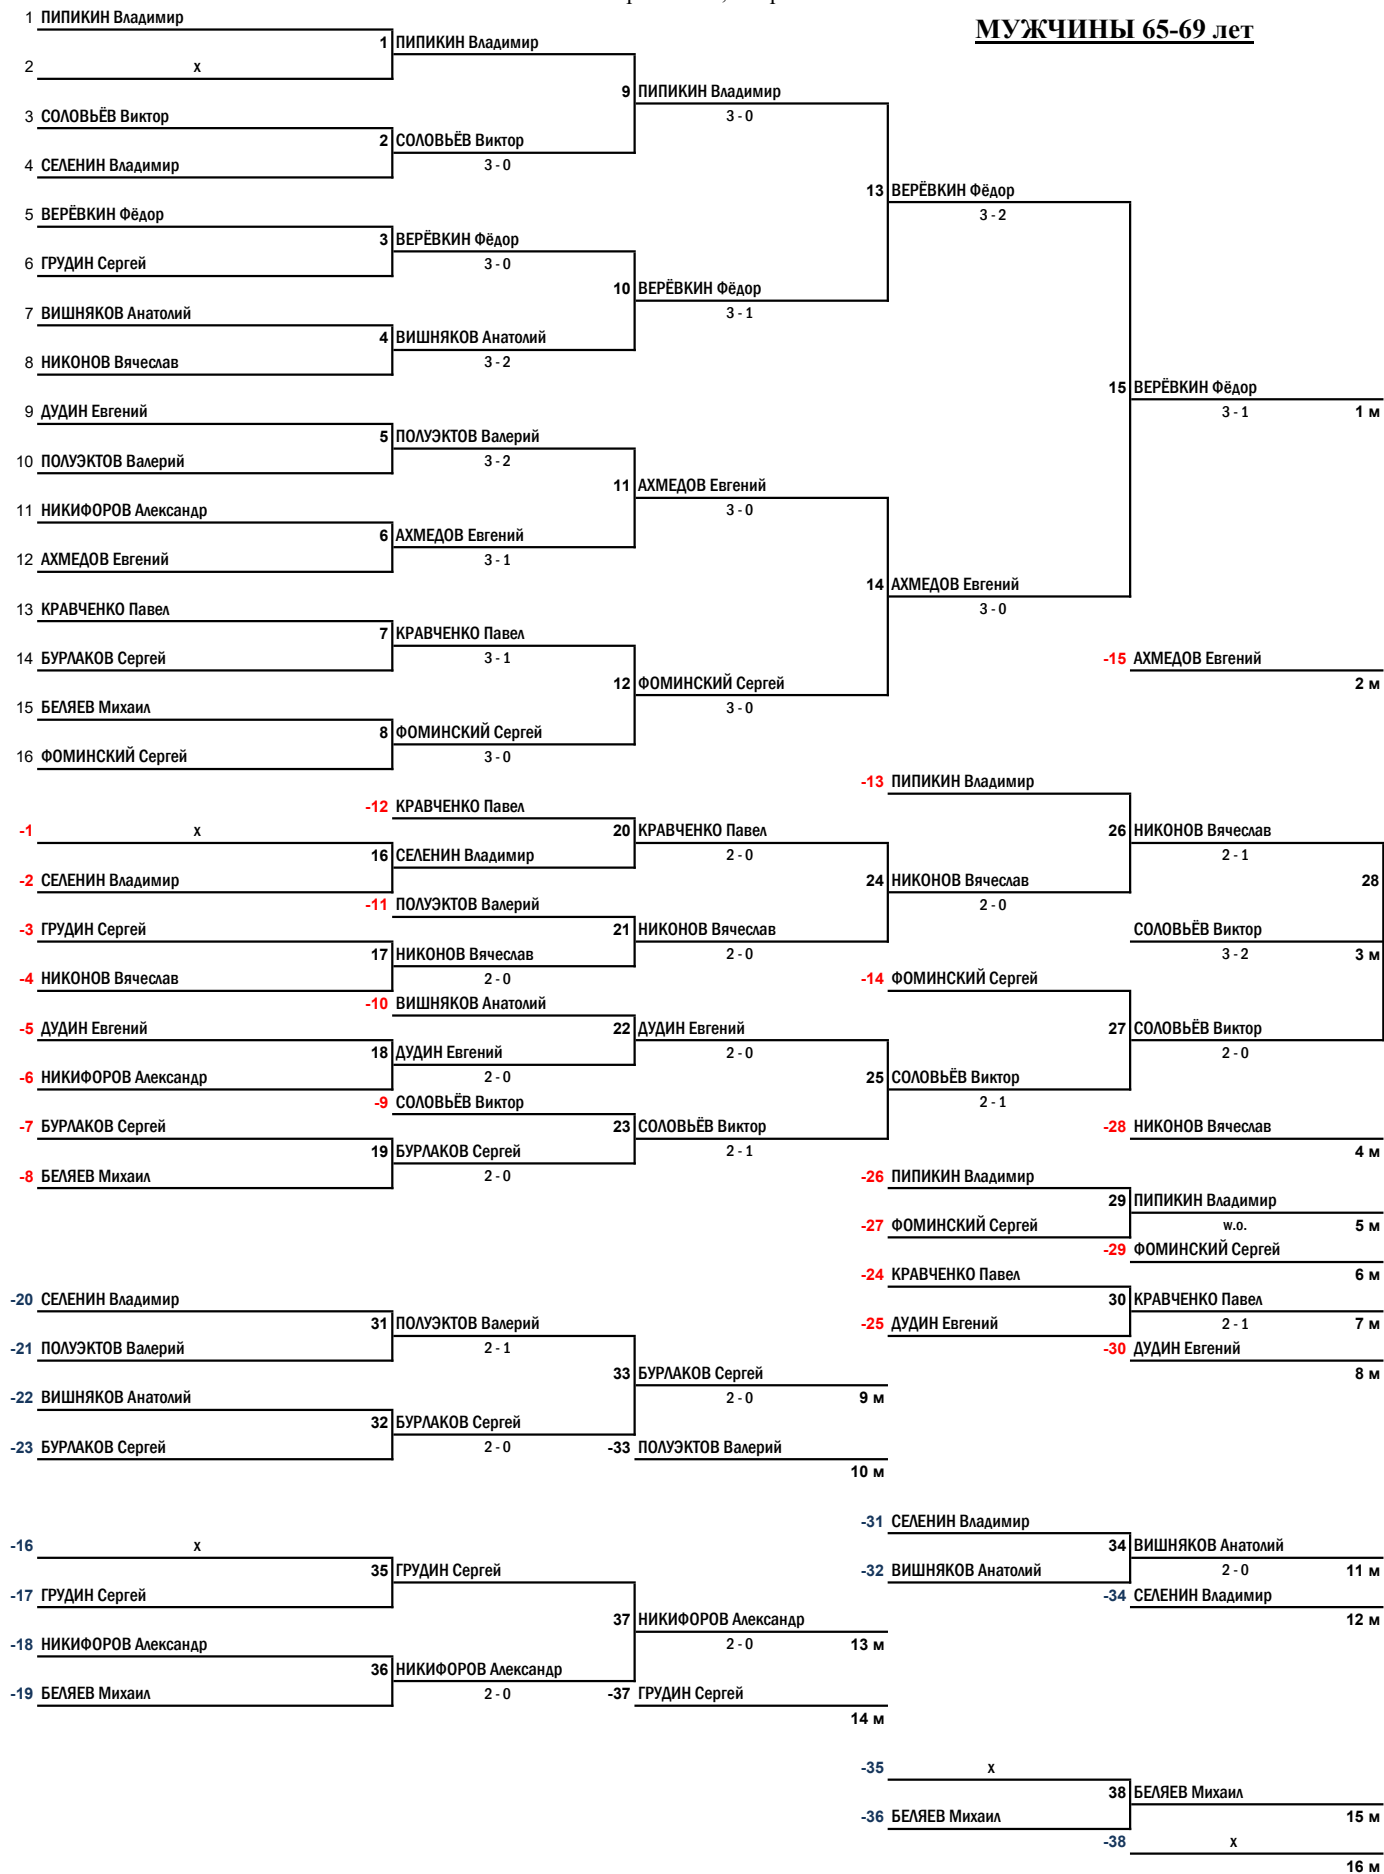 МУЖЧИНЫ 65-69 лет
1 ПИПИКИН Владимир
1 ПИПИКИН Владимир
2 x
9 ПИПИКИН Владимир
3 - 0
3 СОЛОВЬЁВ Виктор
2 СОЛОВЬЁВ Виктор
3 - 0
4 СЕЛЕНИН Владимир
13 ВЕРЁВКИН Фёдор
3 - 2
5 ВЕРЁВКИН Фёдор
3 ВЕРЁВКИН Фёдор
3 - 0
6 ГРУДИН Сергей
10 ВЕРЁВКИН Фёдор
3 - 1
7 ВИШНЯКОВ Анатолий
4 ВИШНЯКОВ Анатолий
3 - 2
8 НИКОНОВ Вячеслав
15 ВЕРЁВКИН Фёдор
3 - 1 1 м
9 ДУДИН Евгений
5 ПОЛУЭКТОВ Валерий
3 - 2
10 ПОЛУЭКТОВ Валерий
11 АХМЕДОВ Евгений
3 - 0
11 НИКИФОРОВ Александр
6 АХМЕДОВ Евгений
3 - 1
12 АХМЕДОВ Евгений
14 АХМЕДОВ Евгений
3 - 0
13 КРАВЧЕНКО Павел
7 КРАВЧЕНКО Павел
3 - 1
14 БУРЛАКОВ Сергей
-15 АХМЕДОВ Евгений
2 м
12 ФОМИНСКИЙ Сергей
3 - 0
15 БЕЛЯЕВ Михаил
8 ФОМИНСКИЙ Сергей
3 - 0
16 ФОМИНСКИЙ Сергей
-13 ПИПИКИН Владимир
-12 КРАВЧЕНКО Павел
-1 x
20 КРАВЧЕНКО Павел
2 - 0
26 НИКОНОВ Вячеслав
2 - 1
16 СЕЛЕНИН Владимир
-2 СЕЛЕНИН Владимир
24 НИКОНОВ Вячеслав
2 - 0
28
-11 ПОЛУЭКТОВ Валерий
-3 ГРУДИН Сергей
21 НИКОНОВ Вячеслав
2 - 0
СОЛОВЬЁВ Виктор
3 - 2 3 м
17 НИКОНОВ Вячеслав
2 - 0
-4 НИКОНОВ Вячеслав
-14 ФОМИНСКИЙ Сергей
-10 ВИШНЯКОВ Анатолий
-5 ДУДИН Евгений
22 ДУДИН Евгений
2 - 0
27 СОЛОВЬЁВ Виктор
2 - 0
18 ДУДИН Евгений
2 - 0
-6 НИКИФОРОВ Александр
25 СОЛОВЬЁВ Виктор
2 - 1
-9 СОЛОВЬЁВ Виктор
-7 БУРЛАКОВ Сергей
23 СОЛОВЬЁВ Виктор
2 - 1
-28 НИКОНОВ Вячеслав
4 м
19 БУРЛАКОВ Сергей
2 - 0
-8 БЕЛЯЕВ Михаил
-26 ПИПИКИН Владимир
29 ПИПИКИН Владимир
w.o. 5 м
-27 ФОМИНСКИЙ Сергей
-29 ФОМИНСКИЙ Сергей
6 м
-24 КРАВЧЕНКО Павел
30 КРАВЧЕНКО Павел
2 - 1 7 м
-25 ДУДИН Евгений
-30 ДУДИН Евгений
8 м
-20 СЕЛЕНИН Владимир
31 ПОЛУЭКТОВ Валерий
2 - 1
-21 ПОЛУЭКТОВ Валерий
33 БУРЛАКОВ Сергей
2 - 0 9 м
-22 ВИШНЯКОВ Анатолий
32 БУРЛАКОВ Сергей
2 - 0
-23 БУРЛАКОВ Сергей
-33 ПОЛУЭКТОВ Валерий
10 м
-31 СЕЛЕНИН Владимир
34 ВИШНЯКОВ Анатолий
2 - 0 11 м
-32 ВИШНЯКОВ Анатолий
-34 СЕЛЕНИН Владимир
12 м
-16 x
35 ГРУДИН Сергей
-17 ГРУДИН Сергей
37 НИКИФОРОВ Александр
2 - 0 13 м
-18 НИКИФОРОВ Александр
36 НИКИФОРОВ Александр
2 - 0
-19 БЕЛЯЕВ Михаил
-37 ГРУДИН Сергей
14 м
-35 x
38 БЕЛЯЕВ Михаил
15 м
-36 БЕЛЯЕВ Михаил
-38 x
16 м